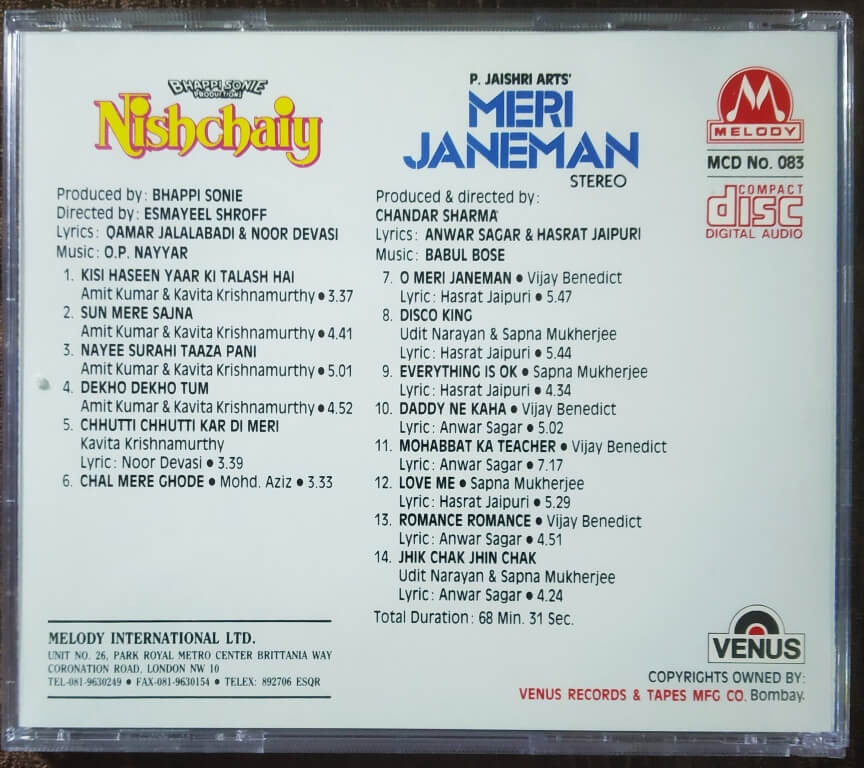 BHAPPI SONIE
PRODUCTIONS
Nishchaiy
Produced by: BHAPPI SONIE
Directed by: ESMAYEEL SHROFF
Lyrics: QAMAR JALALABADI & NOOR DEVASI
Music: O.P. NAYYAR
1. KISI HASEEN YAAR KI TALASH HAI
Amit Kumar & Kavita Krishnamurthy ● 3.37
2. SUN MERE SAJNA
Amit Kumar & Kavita Krishnamurthy ● 4.41
3. NAYEE SURAHI TAAZA PANI
Amit Kumar & Kavita Krishnamurthy ● 5.01
4. DEKHO DEKHO TUM
Amit Kumar & Kavita Krishnamurthy ● 4.52
5. CHHUTTI CHHUTTI KAR DI MERI
Kavita Krishnamurthy
Lyric: Noor Devasi ● 3.39
6. CHAL MERE GHODE ● Mohd. Aziz ● 3.33
P. JAISHRI ARTS'
MERI
JANEMAN
STEREO
Produced & directed by:
CHANDAR SHARMA
Lyrics: ANWAR SAGAR & HASRAT JAIPURI
Music: BABUL BOSE
7. O MERI JANEMAN ● Vijay Benedict
Lyric: Hasrat Jaipuri ● 5.47
8. DISCO KING
Udit Narayan & Sapna Mukherjee
Lyric: Hasrat Jaipuri ● 5.44
9. EVERYTHING IS OK ● Sapna Mukherjee
Lyric: Hasrat Jaipuri ● 4.34
10. DADDY NE KAHA ● Vijay Benedict
Lyric: Anwar Sagar ● 5.02
11. MOHABBAT KA TEACHER ● Vijay Benedict
Lyric: Anwar Sagar ● 7.17
12. LOVE ME ● Sapna Mukherjee
Lyric: Hasrat Jaipuri ● 5.29
13. ROMANCE ROMANCE ● Vijay Benedict
Lyric: Anwar Sagar ● 4.51
14. JHIK CHAK JHIN CHAK
Udit Narayan & Sapna Mukherjee
Lyric: Anwar Sagar ● 4.24
Total Duration: 68 Min. 31 Sec.
MELODY
MCD No. 083
COMPACT
disc
DIGITAL AUDIO
MELODY INTERNATIONAL LTD.
UNIT NO. 26, PARK ROYAL METRO CENTER BRITTANIA WAY
CORONATION ROAD, LONDON NW 10
TEL-081-9630249 ● FAX-081-9630154 ● TELEX: 892706 ESQR
VENUS
COPYRIGHTS OWNED BY:
VENUS RECORDS & TAPES MFG CO. Bombay.